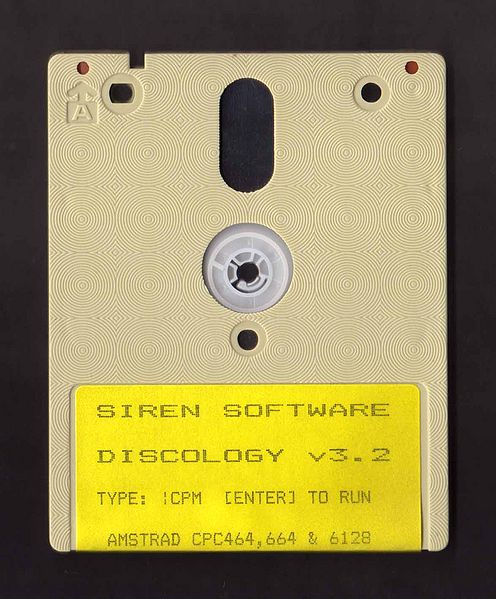 A
SIREN SOFTWARE
DISCOLOGY v3.2
TYPE: ¦CPM [ENTER] TO RUN
AMSTRAD CPC464,664 & 6128